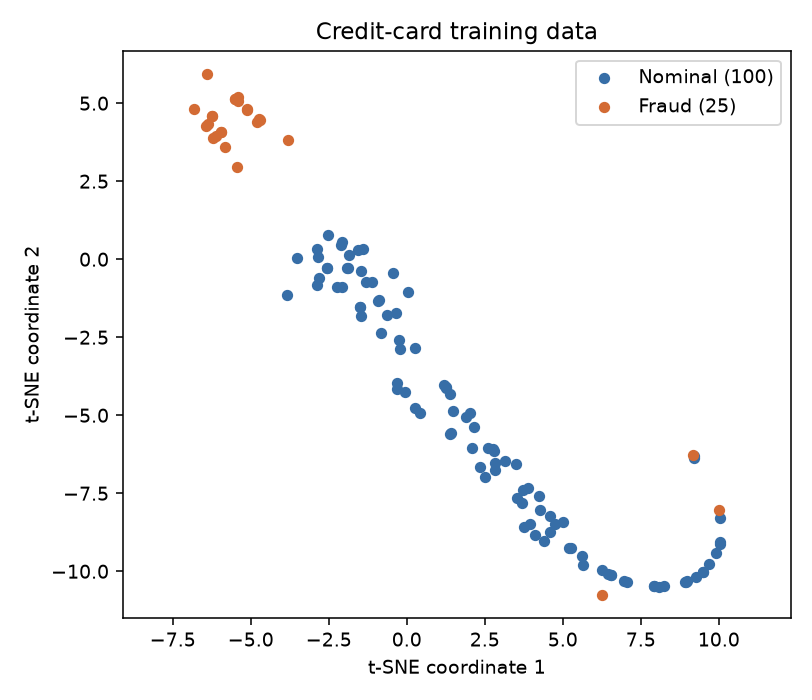 Credit-card training data
Nominal (100)
Fraud (25)
5.0
2.5
0.0
−2.5
−5.0
−7.5
−10.0
t-SNE coordinate 2
−7.5 −5.0 −2.5 0.0 2.5 5.0 7.5 10.0
t-SNE coordinate 1